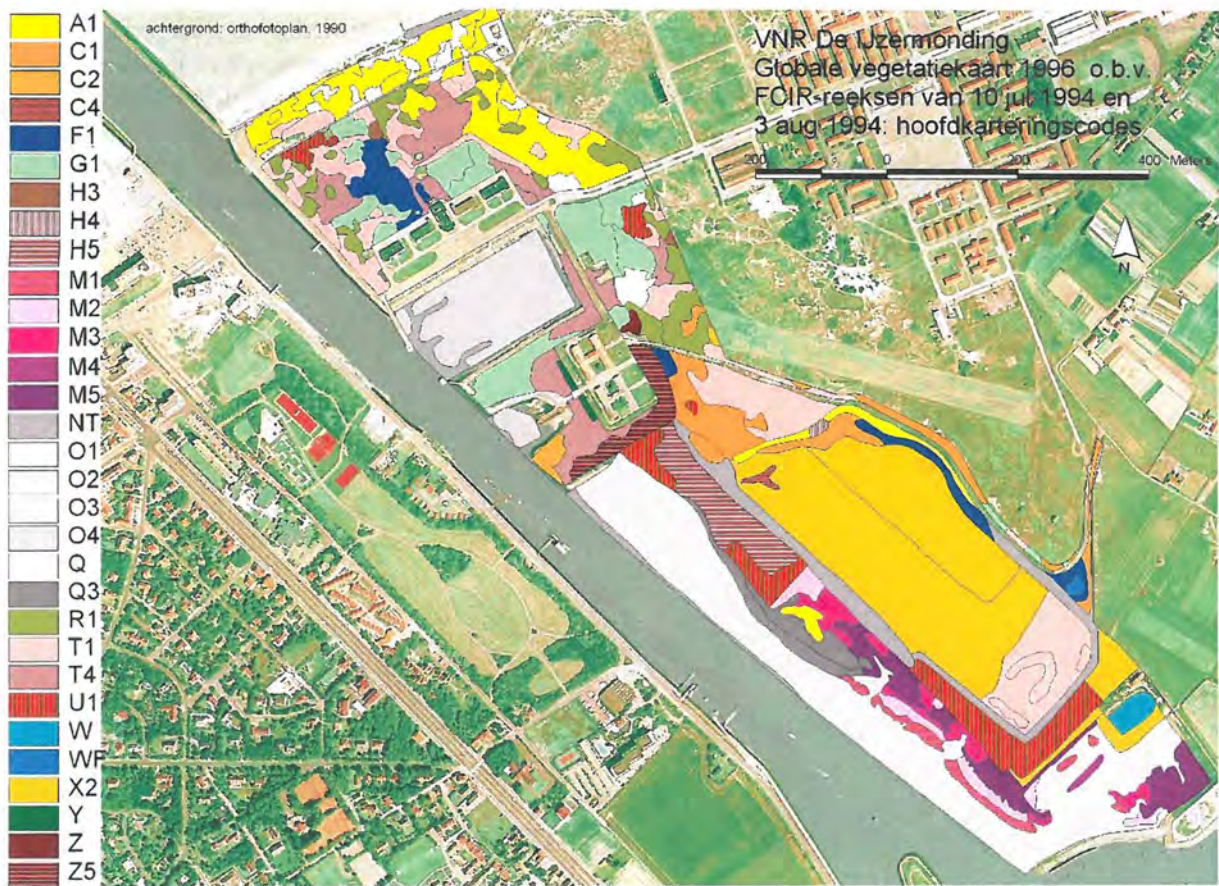 achtergrond: orthofotoplan, 1990
VNR De IJzermonding
Globale vegetatiekaart 1996 o.b.v.
FCIR-reeksen van 10 jul 1994 en
3 aug 1994: hoofdkarteringscodes
200 0 200 400 Meters
N
A1
C1
C2
C4
F1
G1
H3
H4
H5
M1
M2
M3
M4
M5
NT
O1
O2
O3
O4
Q
Q3
R1
T1
T4
U1
W
WF
X2
Y
Z
Z5